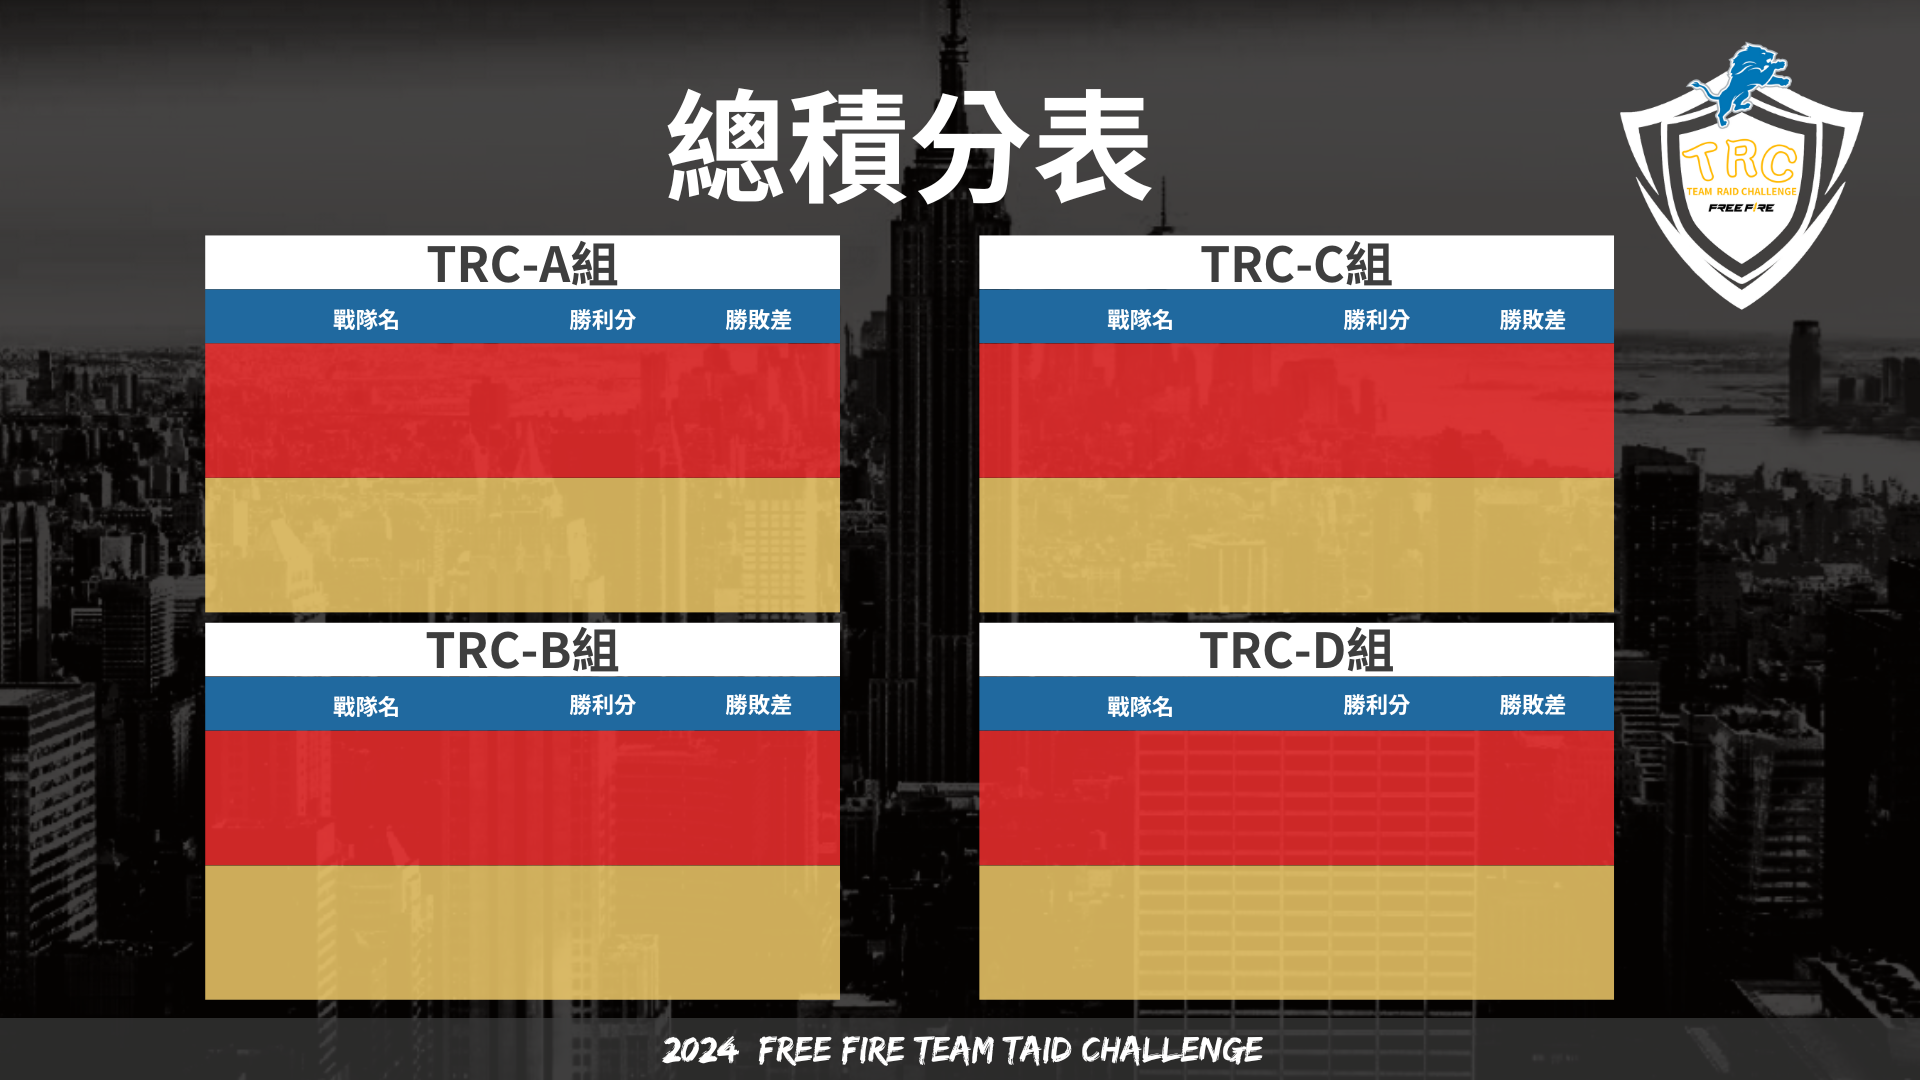 總積分表
TRC
TEAM RAID CHALLENGE
FREE FIRE
TRC-A組
戰隊名 勝利分 勝敗差
TRC-C組
戰隊名 勝利分 勝敗差
TRC-B組
戰隊名 勝利分 勝敗差
TRC-D組
戰隊名 勝利分 勝敗差
2024 FREE FIRE TEAM TAID CHALLENGE